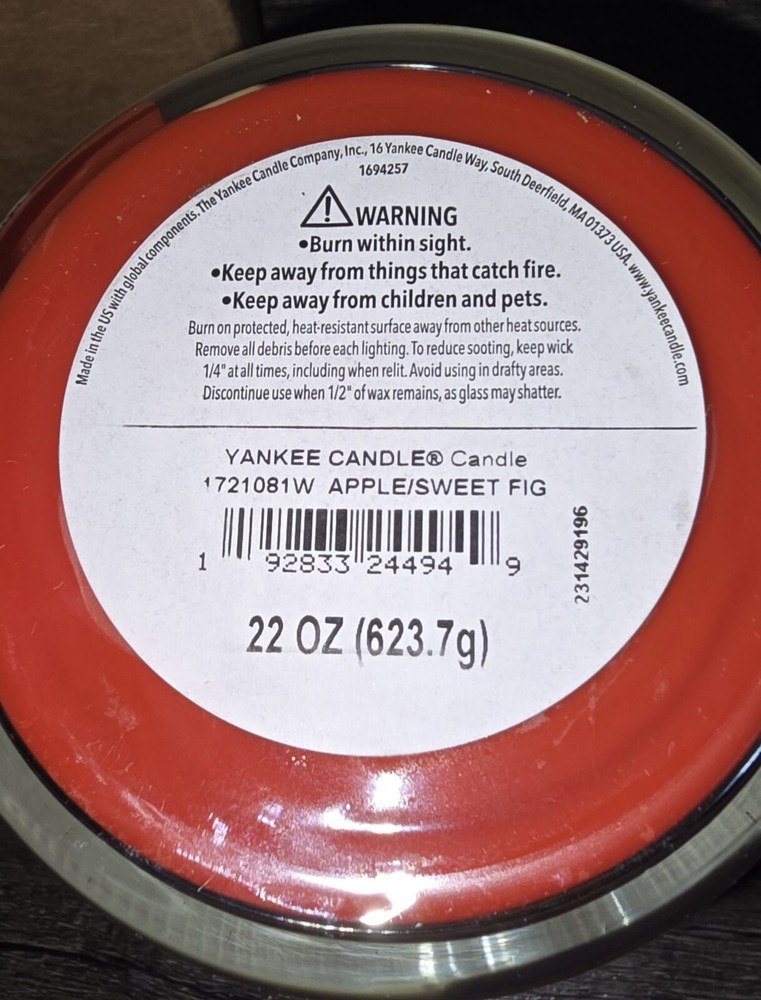 Made in the US with global components. The Yankee Candle Company, Inc., 16 Yankee Candle Way, South Deerfield, MA 01373 USA. www.yankeecandle.com
1694257
WARNING
•Burn within sight.
•Keep away from things that catch fire.
•Keep away from children and pets.
Burn on protected, heat-resistant surface away from other heat sources.
Remove all debris before each lighting. To reduce sooting, keep wick
1/4" at all times, including when relit. Avoid using in drafty areas.
Discontinue use when 1/2" of wax remains, as glass may shatter.
YANKEE CANDLE® Candle
1721081W APPLE/SWEET FIG
1 92833 24494 9
231429196
22 OZ (623.7g)